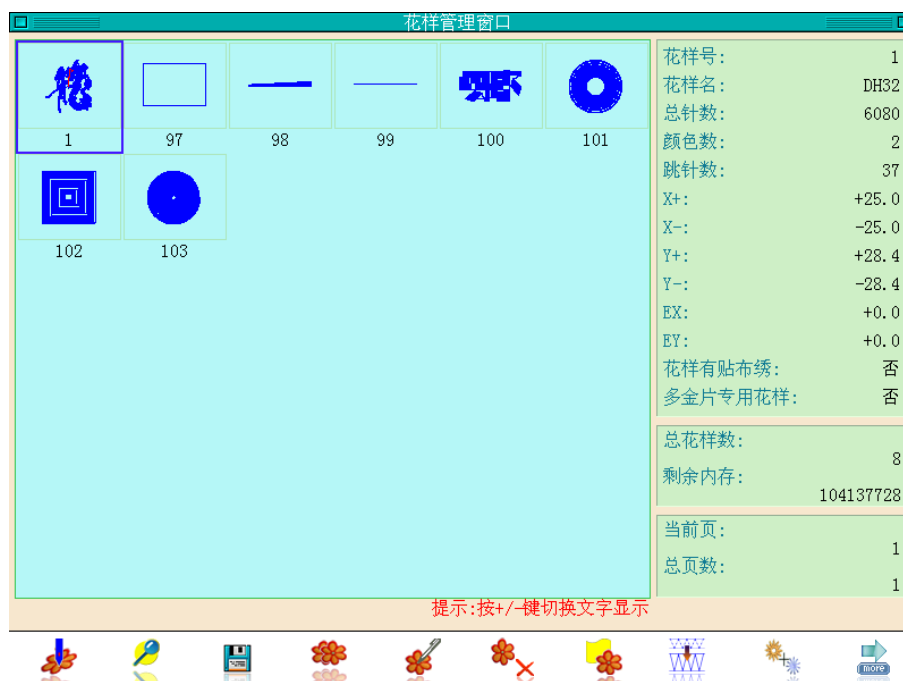 花样管理窗口
1 97 98 99 100 101
102 103
花样号: 1
花样名: DH32
总针数: 6080
颜色数: 2
跳针数: 37
X+: +25.0
X-: -25.0
Y+: +28.4
Y-: -28.4
EX: +0.0
EY: +0.0
花样有贴布绣: 否
多金片专用花样: 否
总花样数:
8
剩余内存:
104137728
当前页:
1
总页数:
1
提示:按+/-键切换文字显示
more